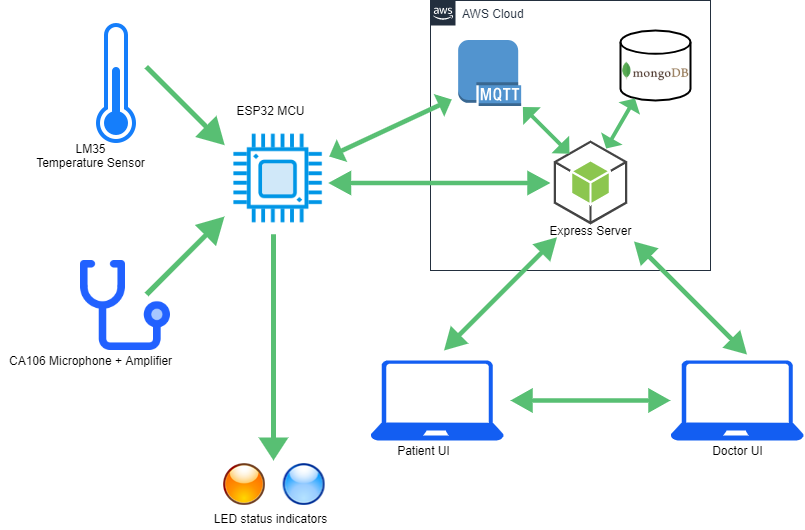 aws
AWS Cloud
MQTT
mongoDB
ESP32 MCU
LM35
Temperature Sensor
Express Server
CA106 Microphone + Amplifier
Patient UI
Doctor UI
LED status indicators